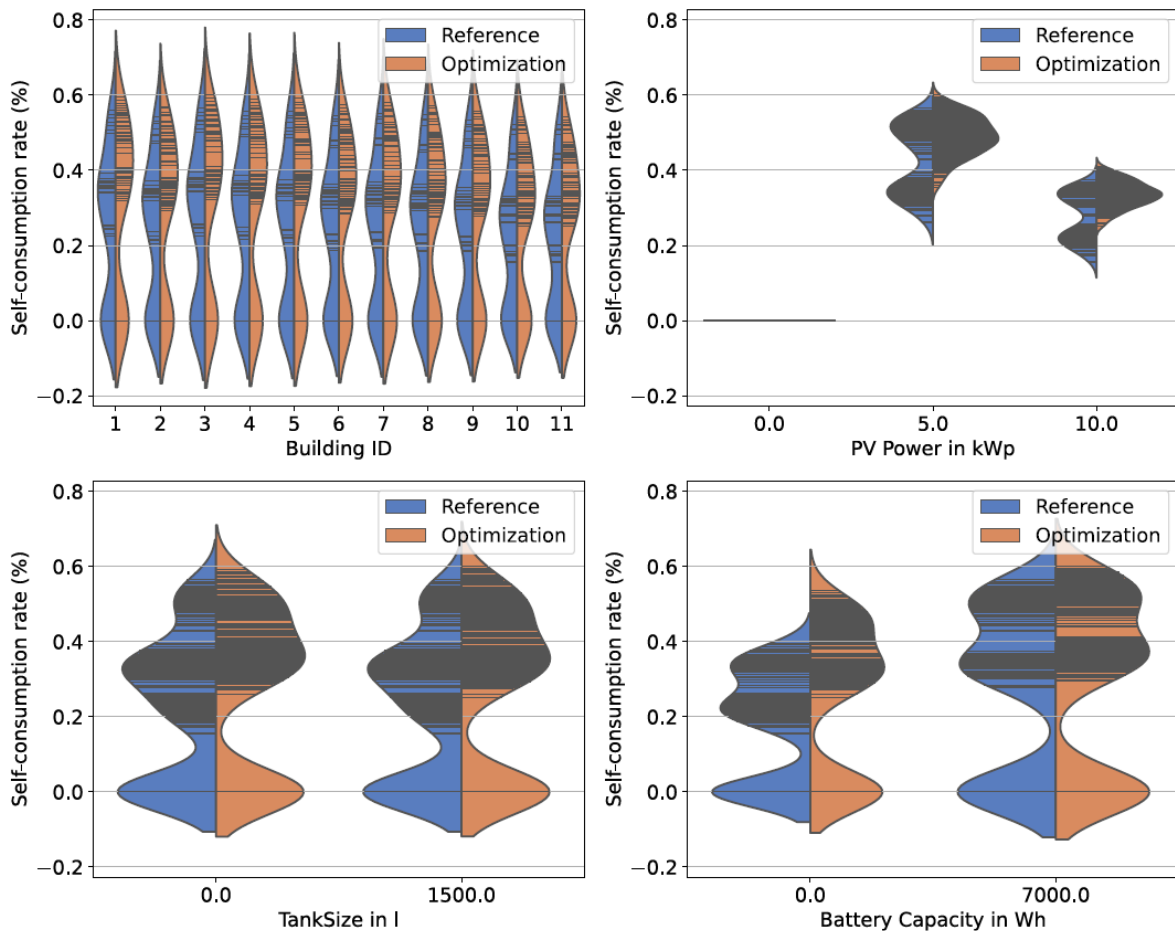 0.8
0.6
0.4
0.2
0.0
−0.2
Self-consumption rate (%)
Reference
Optimization
1 2 3 4 5 6 7 8 9 10 11
Building ID
0.8
0.6
0.4
0.2
0.0
−0.2
Self-consumption rate (%)
Reference
Optimization
0.0 5.0 10.0
PV Power in kWp
0.8
0.6
0.4
0.2
0.0
−0.2
Self-consumption rate (%)
Reference
Optimization
0.0 1500.0
TankSize in l
0.8
0.6
0.4
0.2
0.0
−0.2
Self-consumption rate (%)
Reference
Optimization
0.0 7000.0
Battery Capacity in Wh